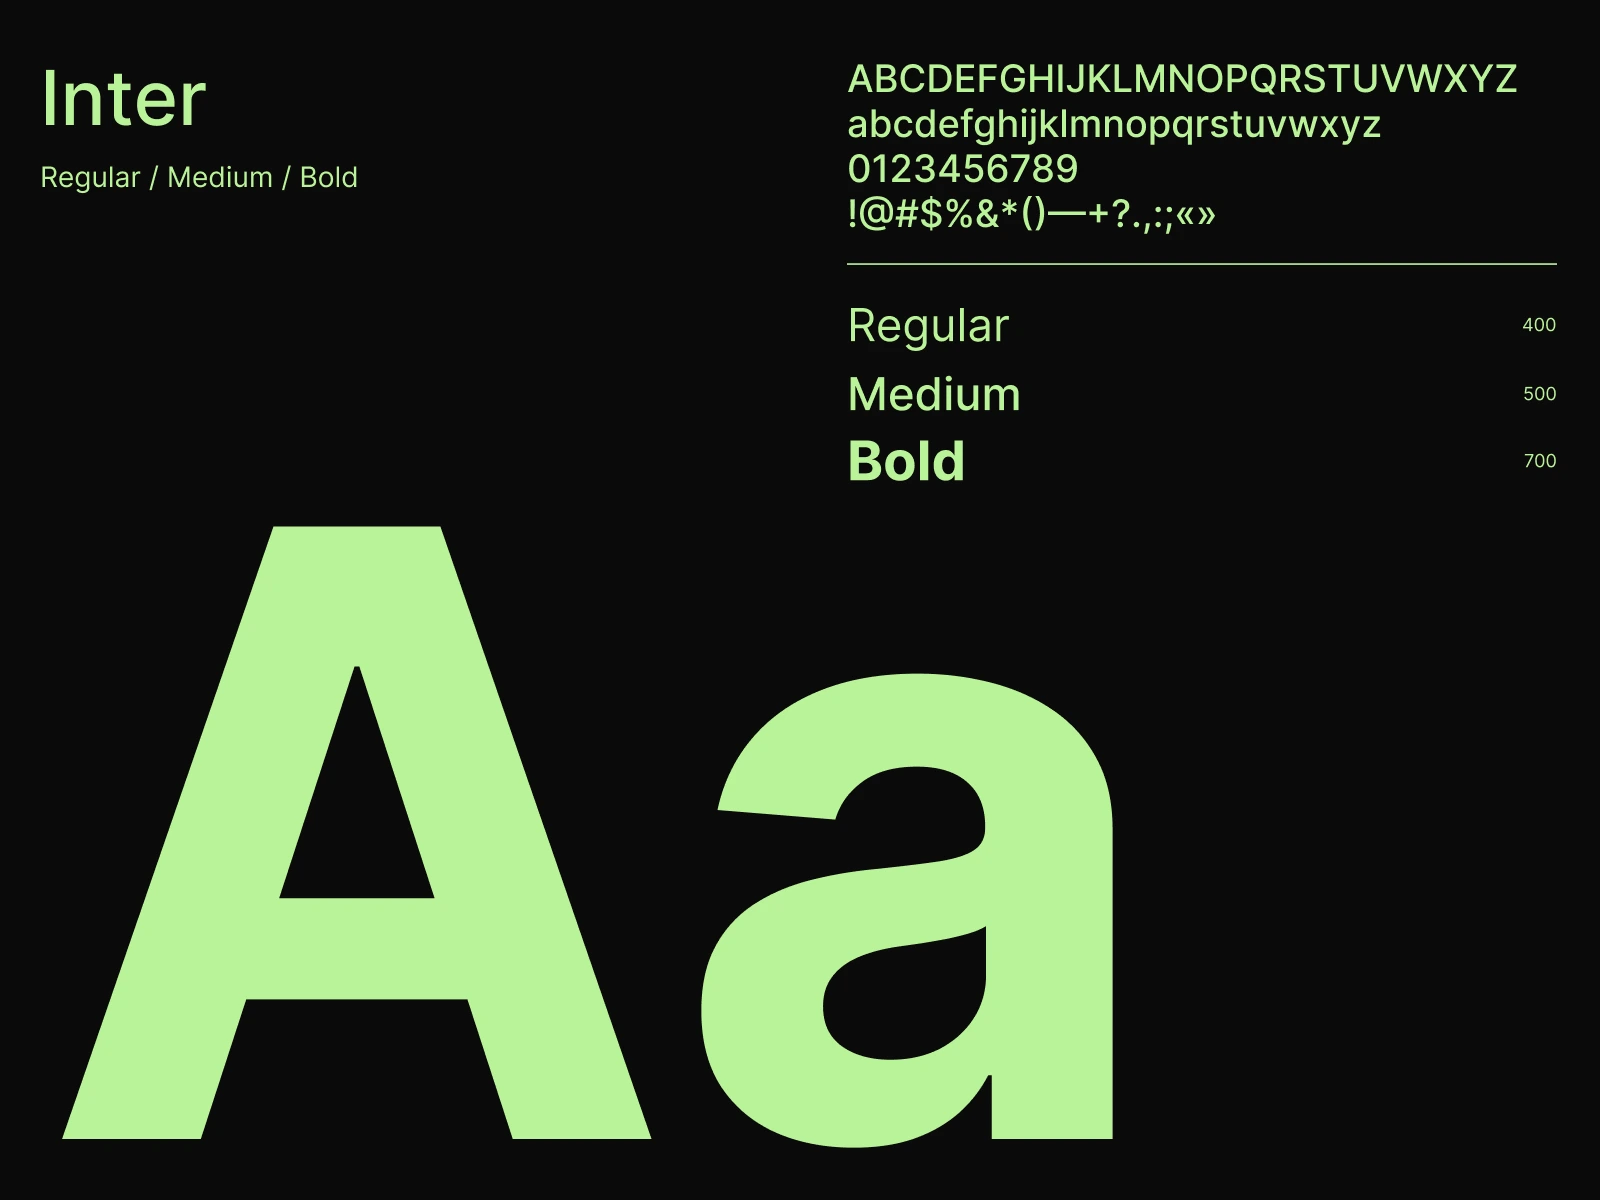 Inter
Regular / Medium / Bold
ABCDEFGHIJKLMNOPQRSTUVWXYZ
abcdefghijklmnopqrstuvwxyz
0123456789
!@#$%&*()—+?.,:;«»
Regular 400
Medium 500
Bold 700
Aa